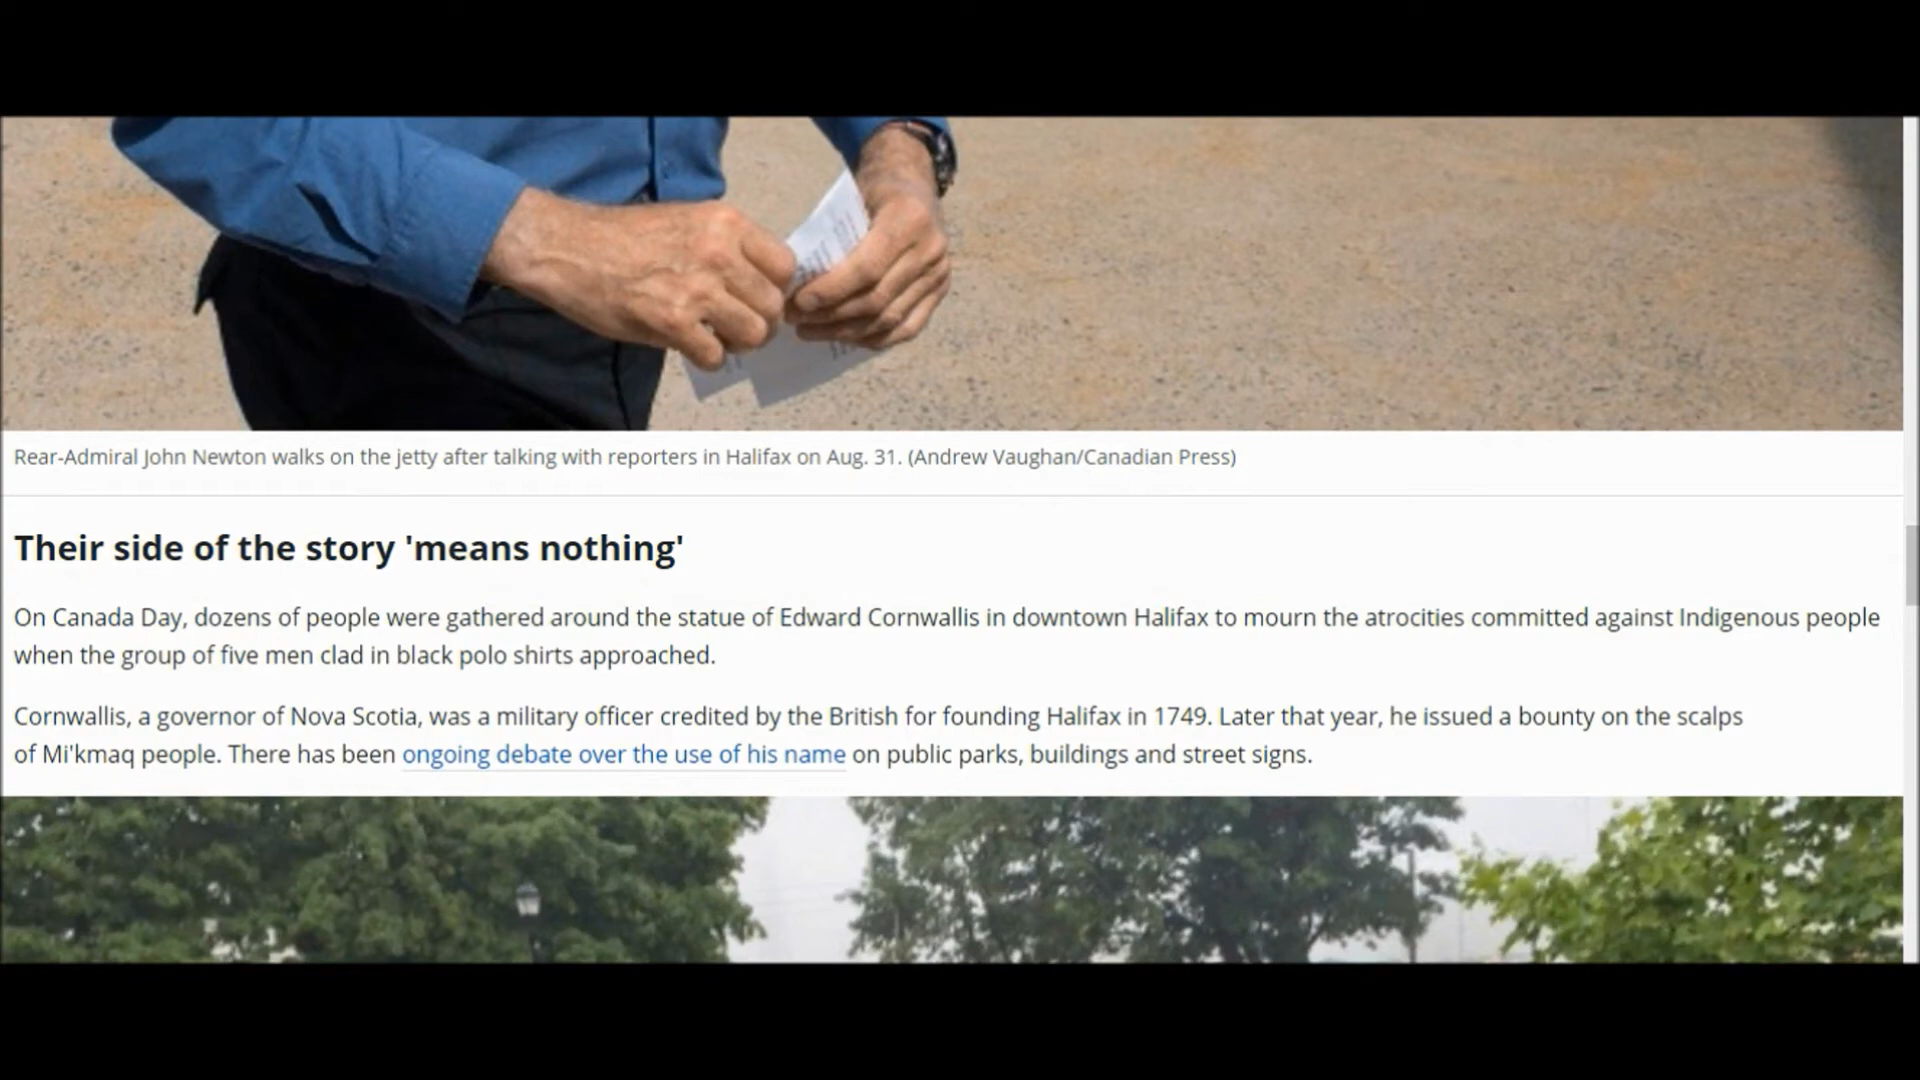 Rear-Admiral John Newton walks on the jetty after talking with reporters in Halifax on Aug. 31. (Andrew Vaughan/Canadian Press)
Their side of the story 'means nothing'
On Canada Day, dozens of people were gathered around the statue of Edward Cornwallis in downtown Halifax to mourn the atrocities committed against Indigenous people
when the group of five men clad in black polo shirts approached.
Cornwallis, a governor of Nova Scotia, was a military officer credited by the British for founding Halifax in 1749. Later that year, he issued a bounty on the scalps
of Mi'kmaq people. There has been ongoing debate over the use of his name on public parks, buildings and street signs.